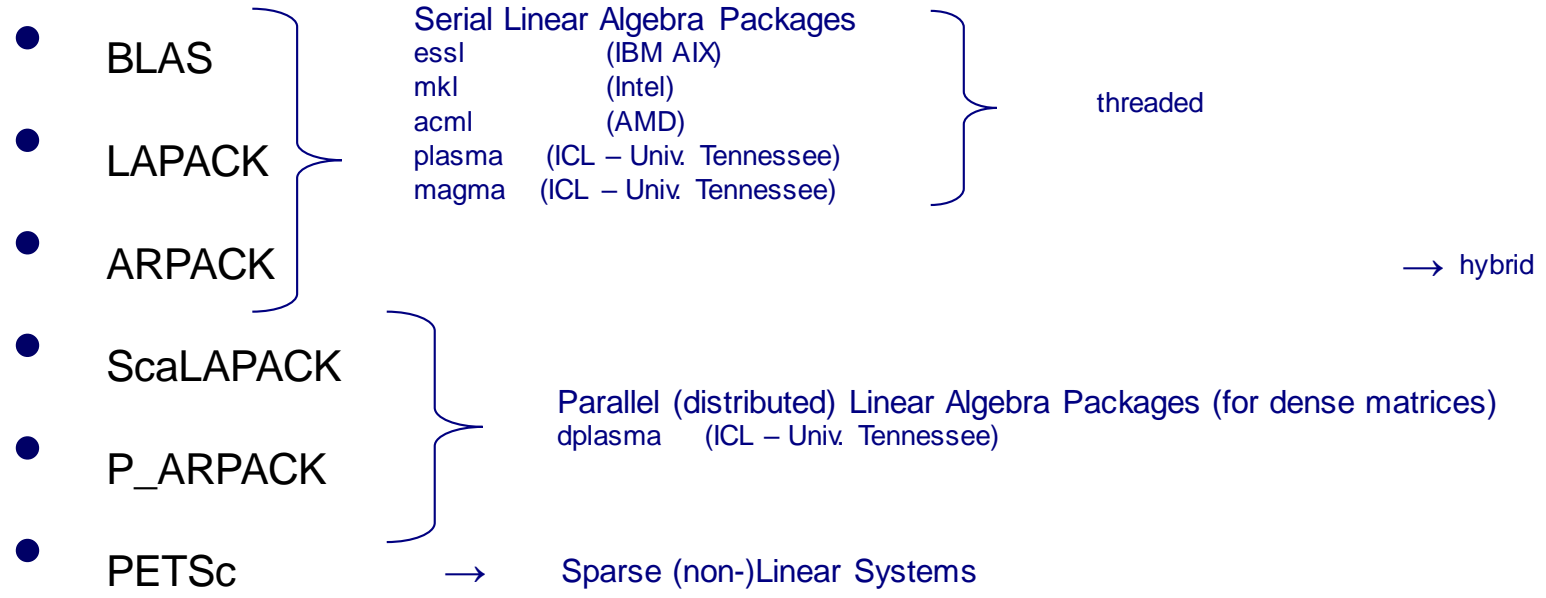 • BLAS
• LAPACK
• ARPACK
• ScaLAPACK
• P_ARPACK
• PETSc
Serial Linear Algebra Packages
essl (IBM AIX)
mkl (Intel)
acml (AMD)
plasma (ICL – Univ. Tennessee)
magma (ICL – Univ. Tennessee)
threaded
→ hybrid
Parallel (distributed) Linear Algebra Packages (for dense matrices)
dplasma (ICL – Univ. Tennessee)
→ Sparse (non-)Linear Systems